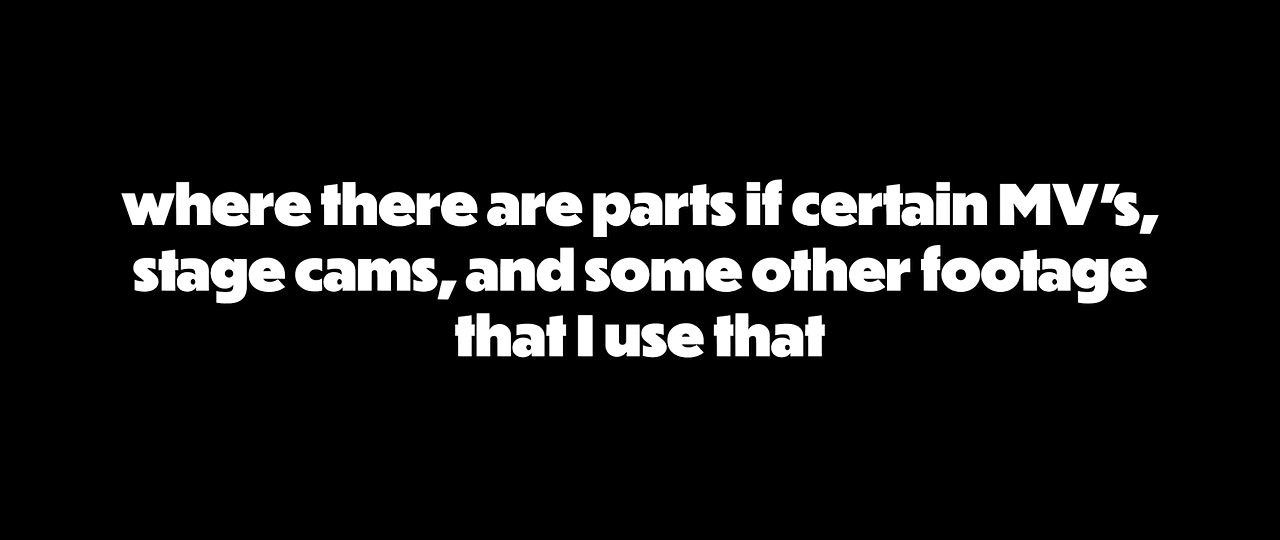 where there are parts if certain MV's,
stage cams, and some other footage
that I use that